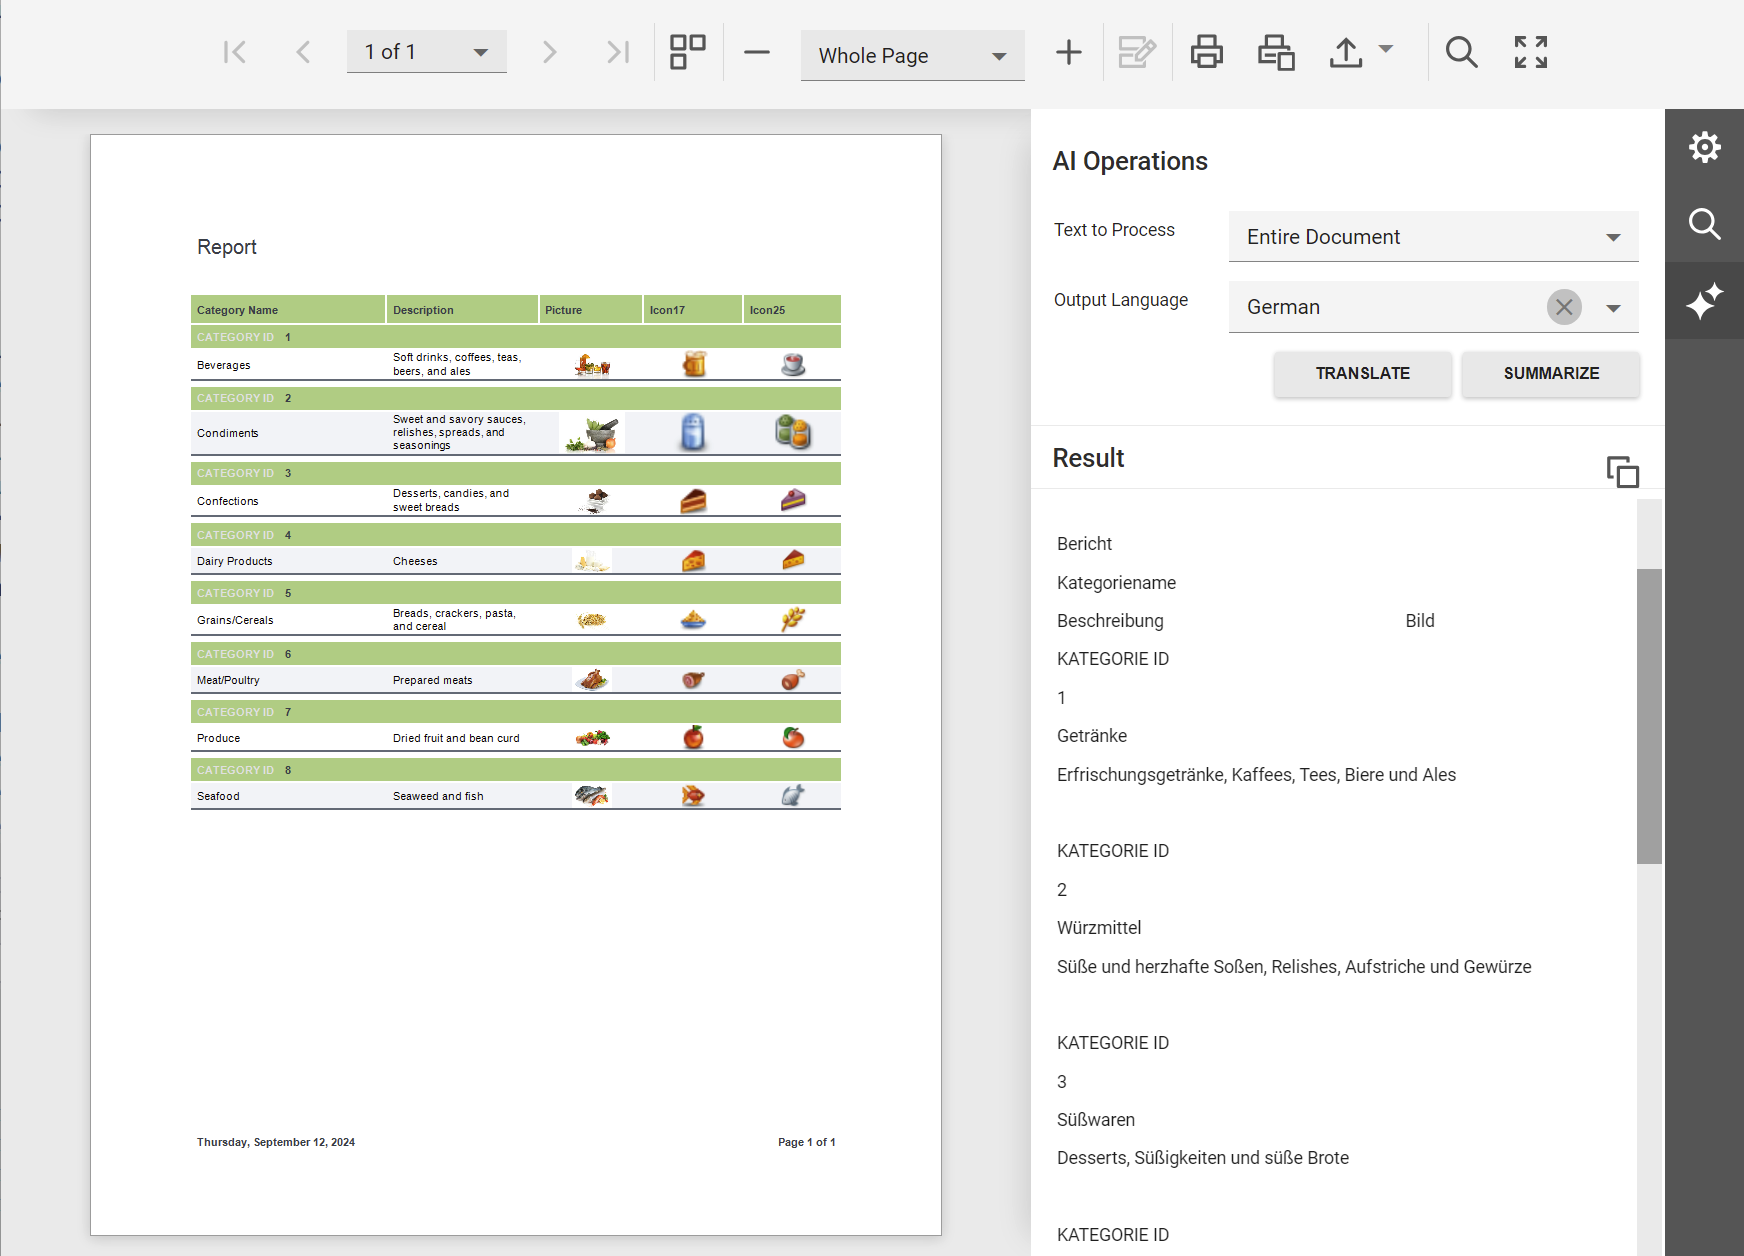 1 of 1
Whole Page
Report
Category Name Description Picture Icon17 Icon25
CATEGORY ID 1
Beverages Soft drinks, coffees, teas,
beers, and ales
CATEGORY ID 2
Condiments Sweet and savory sauces,
relishes, spreads, and
seasonings
CATEGORY ID 3
Confections Desserts, candies, and
sweet breads
CATEGORY ID 4
Dairy Products Cheeses
CATEGORY ID 5
Grains/Cereals Breads, crackers, pasta,
and cereal
CATEGORY ID 6
Meat/Poultry Prepared meats
CATEGORY ID 7
Produce Dried fruit and bean curd
CATEGORY ID 8
Seafood Seaweed and fish
Thursday, September 12, 2024 Page 1 of 1
AI Operations
Text to Process Entire Document
Output Language German
TRANSLATE SUMMARIZE
Result
Bericht
Kategoriename
Beschreibung Bild
KATEGORIE ID
1
Getränke
Erfrischungsgetränke, Kaffees, Tees, Biere und Ales
KATEGORIE ID
2
Würzmittel
Süße und herzhafte Soßen, Relishes, Aufstriche und Gewürze
KATEGORIE ID
3
Süßwaren
Desserts, Süßigkeiten und süße Brote
KATEGORIE ID